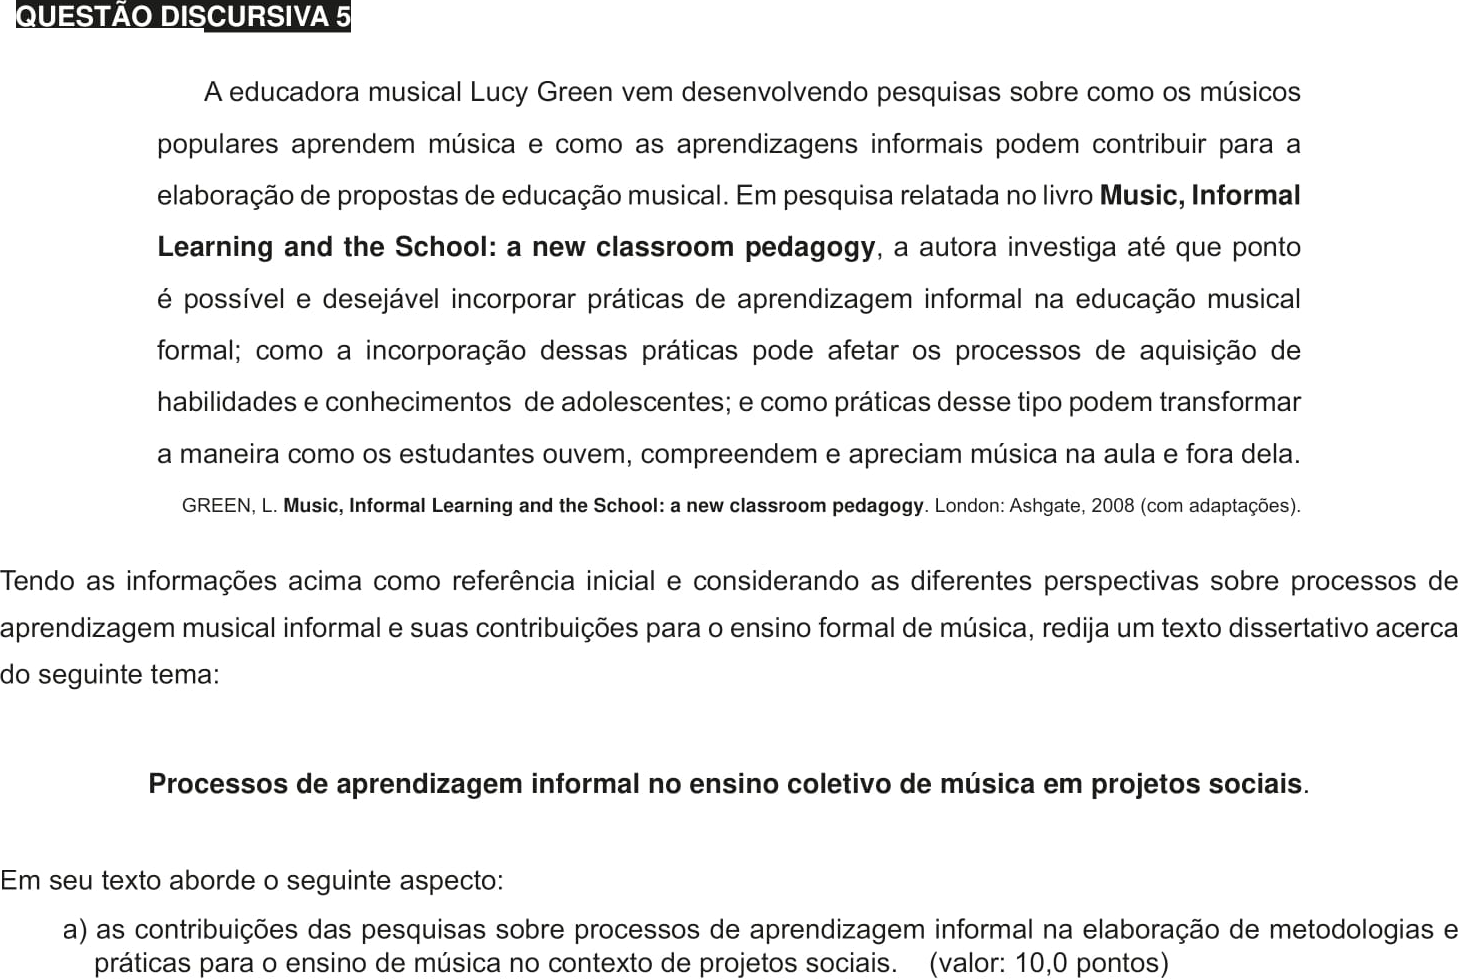 QUESTÃO DISCURSIVA 5
A educadora musical Lucy Green vem desenvolvendo pesquisas sobre como os músicos
populares aprendem música e como as aprendizagens informais podem contribuir para a
elaboração de propostas de educação musical. Em pesquisa relatada no livro Music, Informal
Learning and the School: a new classroom pedagogy, a autora investiga até que ponto
é possível e desejável incorporar práticas de aprendizagem informal na educação musical
formal; como a incorporação dessas práticas pode afetar os processos de aquisição de
habilidades e conhecimentos de adolescentes; e como práticas desse tipo podem transformar
a maneira como os estudantes ouvem, compreendem e apreciam música na aula e fora dela.
GREEN, L. Music, Informal Learning and the School: a new classroom pedagogy. London: Ashgate, 2008 (com adaptações).
Tendo as informações acima como referência inicial e considerando as diferentes perspectivas sobre processos de
aprendizagem musical informal e suas contribuições para o ensino formal de música, redija um texto dissertativo acerca
do seguinte tema:
Processos de aprendizagem informal no ensino coletivo de música em projetos sociais.
Em seu texto aborde o seguinte aspecto:
a) as contribuições das pesquisas sobre processos de aprendizagem informal na elaboração de metodologias e
práticas para o ensino de música no contexto de projetos sociais. (valor: 10,0 pontos)